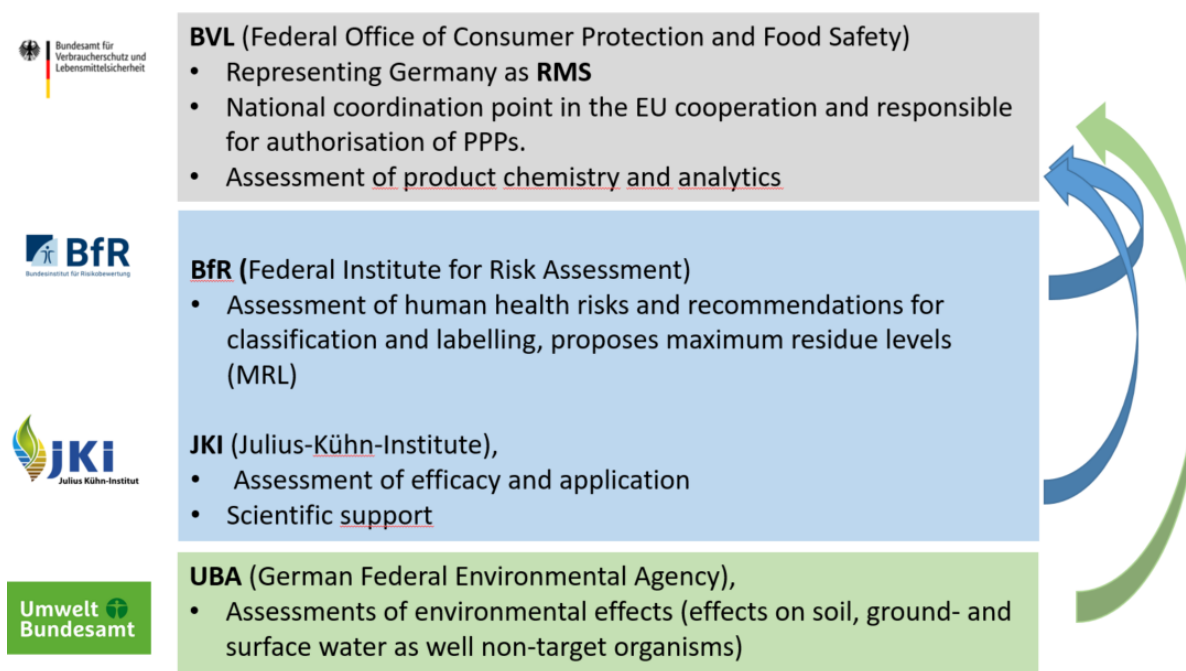 Bundesamt für
Verbraucherschutz und
Lebensmittelsicherheit
BVL (Federal Office of Consumer Protection and Food Safety)
• Representing Germany as RMS
• National coordination point in the EU cooperation and responsible
for authorisation of PPPs.
• Assessment of product chemistry and analytics
BfR
Bundesinstitut für Risikobewertung
BfR (Federal Institute for Risk Assessment)
• Assessment of human health risks and recommendations for
classification and labelling, proposes maximum residue levels
(MRL)
JKi
Julius Kühn-Institut
JKI (Julius-Kühn-Institute),
• Assessment of efficacy and application
• Scientific support
Umwelt
Bundesamt
UBA (German Federal Environmental Agency),
• Assessments of environmental effects (effects on soil, ground- and
surface water as well non-target organisms)